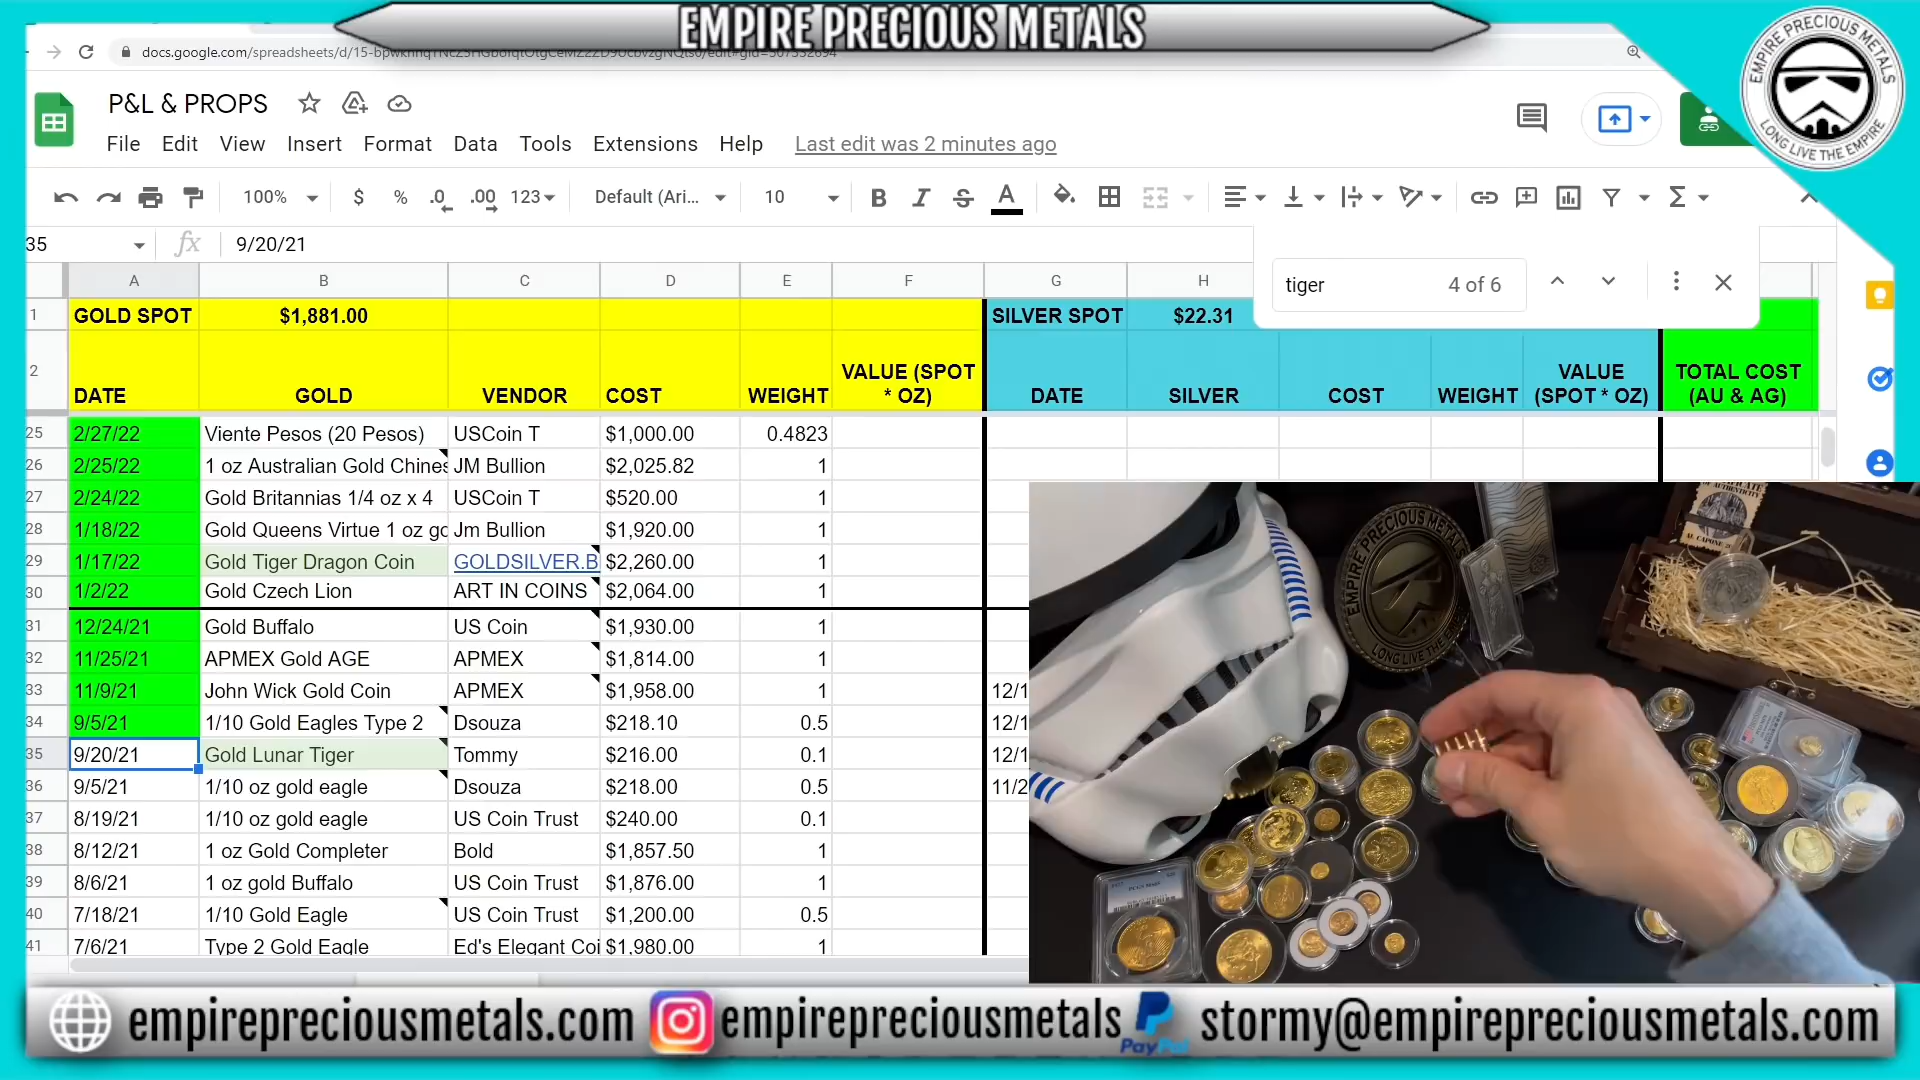 EMPIRE PRECIOUS METALS
EMPIRE PRECIOUS METALS
LONG LIVE THE EMPIRE
P&L & PROPS
File Edit View Insert Format Data Tools Extensions Help Last edit was 2 minutes ago
100% $ % .0 .00 123 Default (Ari... 10 B I S A
35 fx 9/20/21
tiger 4 of 6
A B C D E F G H
1 GOLD SPOT $1,881.00 SILVER SPOT $22.31
2 DATE GOLD VENDOR COST WEIGHT VALUE (SPOT * OZ) DATE SILVER COST WEIGHT VALUE (SPOT * OZ) TOTAL COST (AU & AG)
25 2/27/22 Viente Pesos (20 Pesos) USCoin T $1,000.00 0.4823
26 2/25/22 1 oz Australian Gold Chines JM Bullion $2,025.82 1
27 2/24/22 Gold Britannias 1/4 oz x 4 USCoin T $520.00 1
28 1/18/22 Gold Queens Virtue 1 oz go Jm Bullion $1,920.00 1
29 1/17/22 Gold Tiger Dragon Coin GOLDSILVER.B $2,260.00 1
30 1/2/22 Gold Czech Lion ART IN COINS $2,064.00 1
31 12/24/21 Gold Buffalo US Coin $1,930.00 1
32 11/25/21 APMEX Gold AGE APMEX $1,814.00 1
33 11/9/21 John Wick Gold Coin APMEX $1,958.00 1 12/1
34 9/5/21 1/10 Gold Eagles Type 2 Dsouza $218.10 0.5 12/1
35 9/20/21 Gold Lunar Tiger Tommy $216.00 0.1 12/1
36 9/5/21 1/10 oz gold eagle Dsouza $218.00 0.5 11/2
37 8/19/21 1/10 oz gold eagle US Coin Trust $240.00 0.1
38 8/12/21 1 oz Gold Completer Bold $1,857.50 1
39 8/6/21 1 oz gold Buffalo US Coin Trust $1,876.00 1
40 7/18/21 1/10 Gold Eagle US Coin Trust $1,200.00 0.5
41 7/6/21 Type 2 Gold Eagle Ed's Elegant Coi $1,980.00 1
EMPIRE PRECIOUS METALS
LONG LIVE THE
empirepreciousmetals.com empirepreciousmetals PayPal stormy@empirepreciousmetals.com